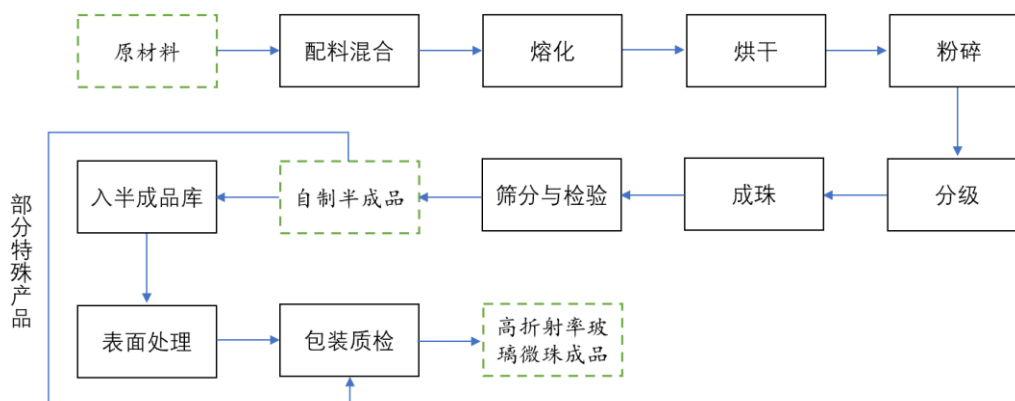 原材料
配料混合
熔化
烘干
粉碎
入半成品库
自制半成品
筛分与检验
成珠
分级
部分特殊产品
表面处理
包装质检
高折射率玻
璃微珠成品